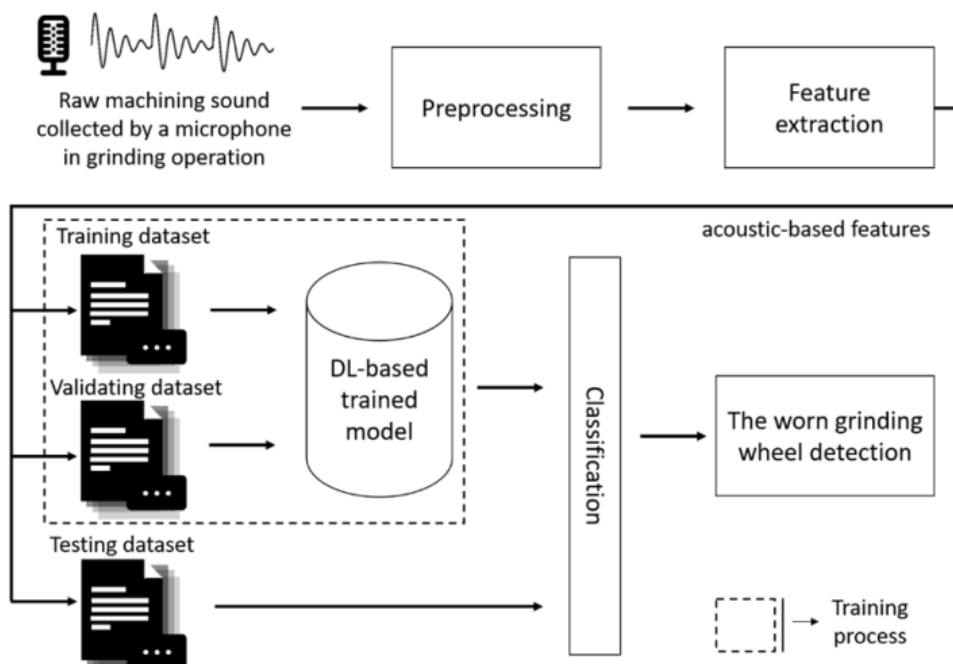 Raw machining sound
collected by a microphone
in grinding operation
Preprocessing
Feature
extraction
acoustic-based features
Training dataset
Validating dataset
DL-based
trained
model
Testing dataset
Classification
The worn grinding
wheel detection
Training
process